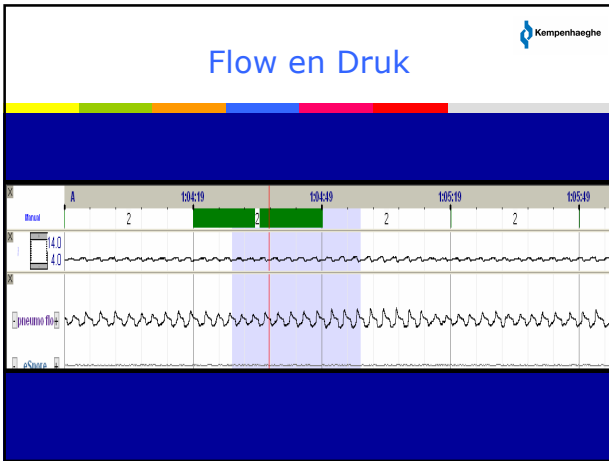 Kempenhaeghe
Flow en Druk
A 1:04:19 1:04:49 1:05:19 1:05:49
Manual 2 2 2 2
14.0
4.0
pneumo flo
eSnore